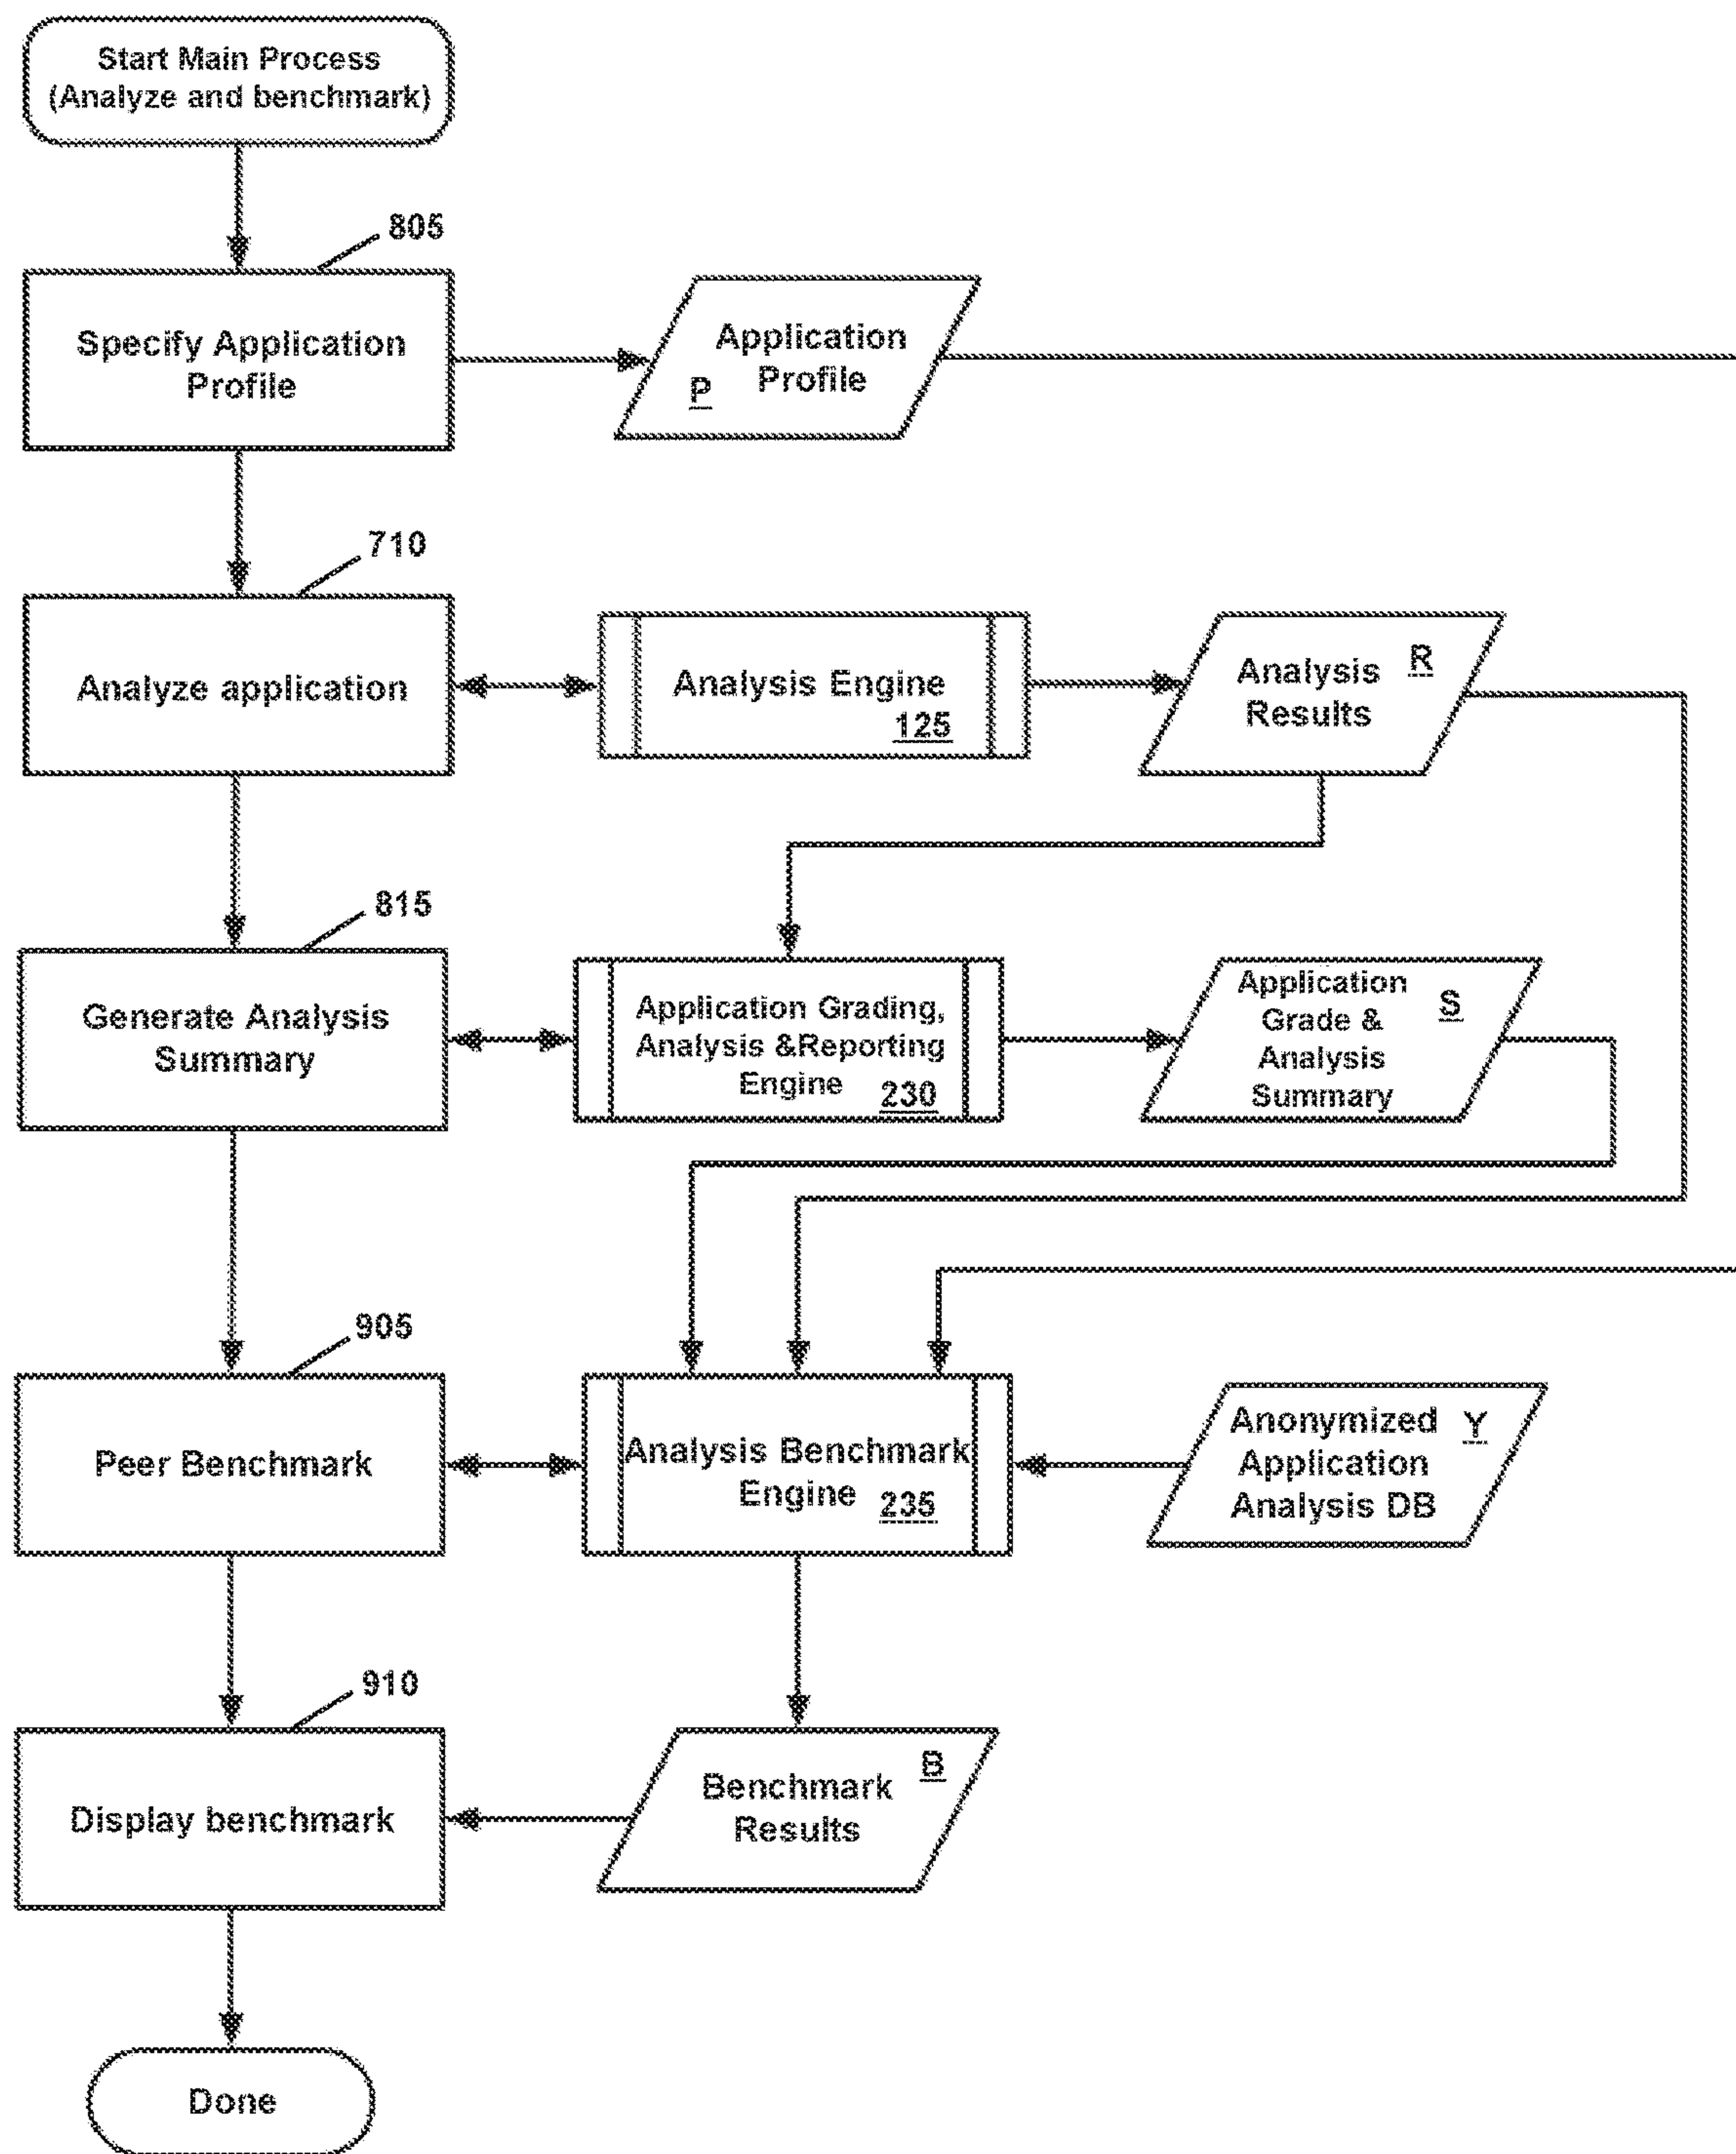 Start Main Process
(Analyze and benchmark)
805
Specify Application
Profile
Application
Profile
P
710
Analyze application
Analysis Engine
125
Analysis
Results
R
815
Generate Analysis
Summary
Application Grading,
Analysis &Reporting
Engine 230
Application
Grade &
Analysis
Summary
S
905
Peer Benchmark
Analysis Benchmark
Engine 235
Anonymized
Application
Analysis DB
Y
910
Display benchmark
Benchmark
Results
B
Done